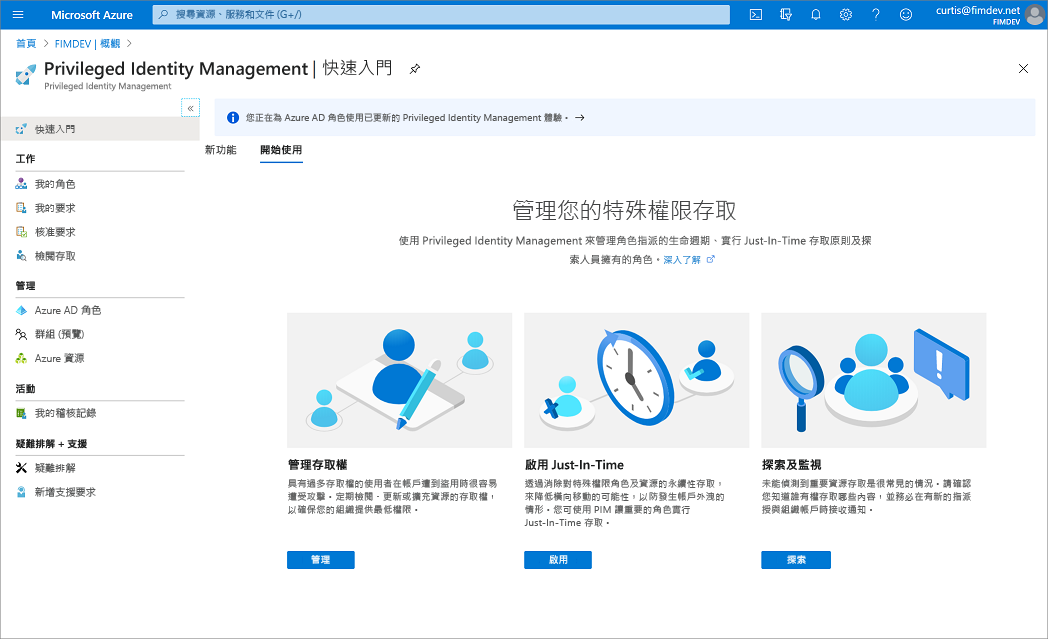 Microsoft Azure
搜尋資源、服務和文件 (G+/)
curtis@fimdev.net
FIMDEV
首頁 > FIMDEV | 概觀 >
Privileged Identity Management | 快速入門
Privileged Identity Management
«
快速入門
工作
我的角色
我的要求
核准要求
檢閱存取
管理
Azure AD 角色
群組 (預覽)
Azure 資源
活動
我的稽核記錄
疑難排解 + 支援
疑難排解
新增支援要求
您正在為 Azure AD 角色使用已更新的 Privileged Identity Management 體驗。 →
新功能
開始使用
管理您的特殊權限存取
使用 Privileged Identity Management 來管理角色指派的生命週期、實行 Just-In-Time 存取原則及探
索人員擁有的角色。深入了解
管理存取權
具有過多存取權的使用者在帳戶遭到盜用時很容易
遭受攻擊。定期檢閱、更新或擴充資源的存取權，
以確保您的組織提供最低權限。
管理
啟用 Just-In-Time
透過消除對特殊權限角色及資源的永續性存取，
來降低橫向移動的可能性，以防發生帳戶外洩的
情形。您可使用 PIM 讓重要的角色實行
Just-In-Time 存取。
啟用
探索及監視
未能偵測到重要資源存取是很常見的情況。請確認
您知道誰有權存取哪些內容，並務必在有新的指派
授與組織帳戶時接收通知。
探索